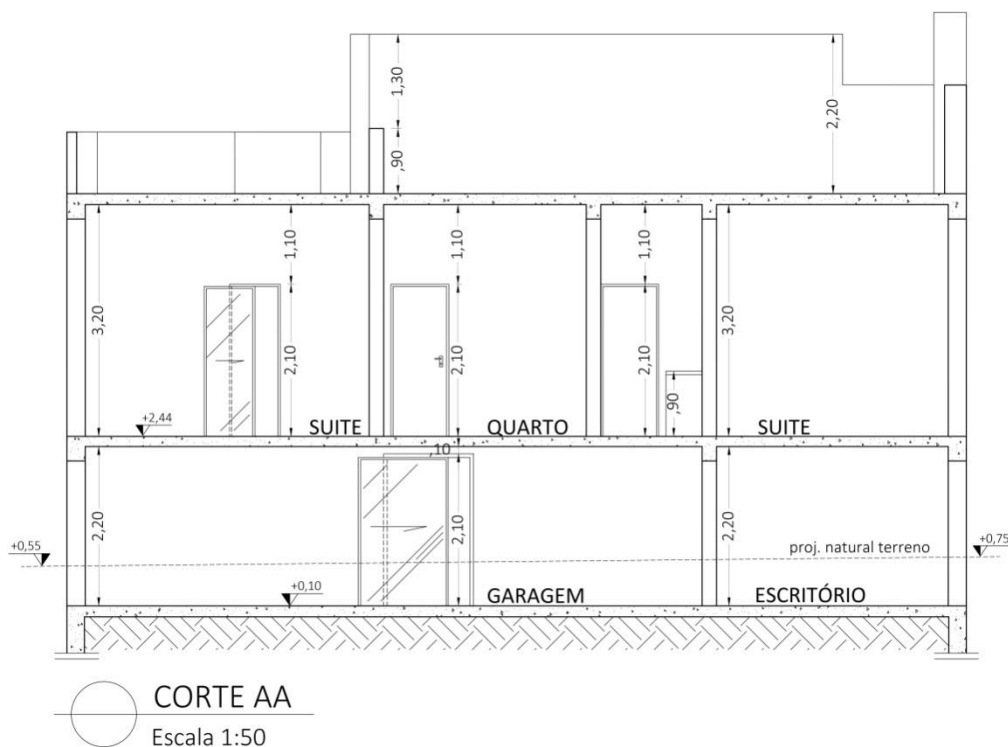 1,30
2,20
,90
1,10
1,10
1,10
3,20
3,20
2,10
2,10
2,10
,90
+2,44
SUITE
QUARTO
SUITE
,10
2,20
2,10
2,20
+0,55
proj. natural terreno
+0,75
+0,10
GARAGEM
ESCRITÓRIO
CORTE AA
Escala 1:50